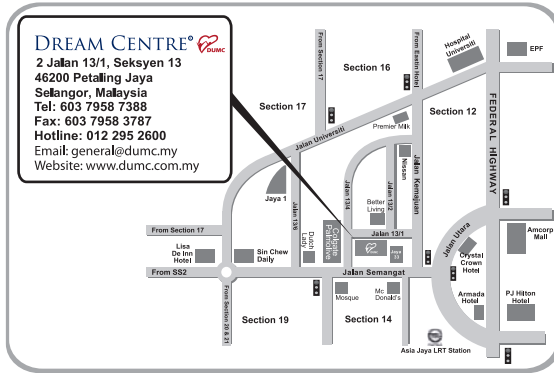 DREAM CENTRE
DUMC
2 Jalan 13/1, Seksyen 13
46200 Petaling Jaya
Selangor, Malaysia
Tel: 603 7958 7388
Fax: 603 7958 3787
Hotline: 012 295 2600
Email: general@dumc.my
Website: www.dumc.com.my
From Section 17
Section 16
From Eastin Hotel
Hospital
Universiti
EPF
Section 17
Section 12
FEDERAL HIGHWAY
Premier Milk
Jalan Universiti
Nissan
Jalan Kemajuan
Jaya 1
Jalan 13/6
Jalan 13/4
Jalan 13/2
Better
Living
From Section 17
Lisa
De Inn
Hotel
Sin Chew
Daily
Dutch
Lady
Colgate
Palmolive
Jalan 13/1
DUMC
Jaya
33
Jalan Utara
Crystal
Crown
Hotel
Amcorp
Mall
From SS2
Jalan Semangat
From Section 20 & 21
Mosque
Mc
Donald's
Armada
Hotel
PJ Hilton
Hotel
Section 19
Section 14
Asia Jaya LRT Station